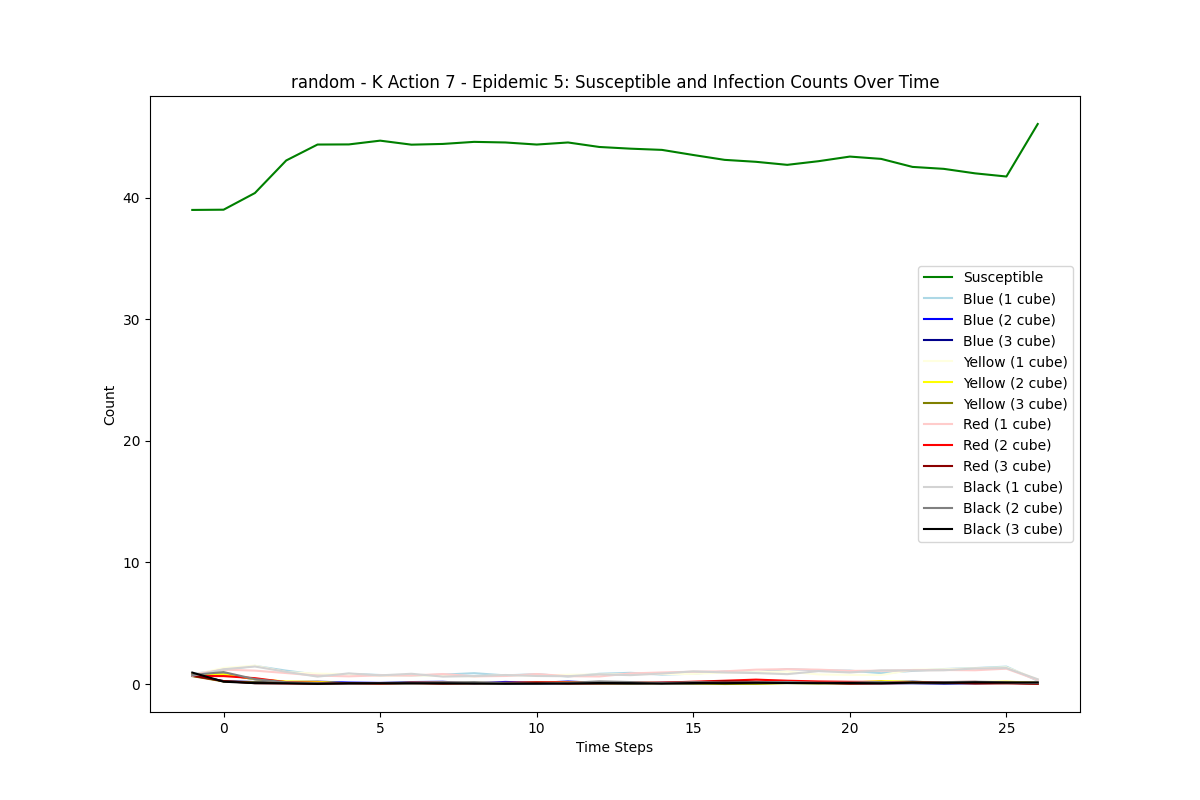 random - K Action 7 - Epidemic 5: Susceptible and Infection Counts Over Time
Count
40
30
20
10
0
Susceptible
Blue (1 cube)
Blue (2 cube)
Blue (3 cube)
Yellow (1 cube)
Yellow (2 cube)
Yellow (3 cube)
Red (1 cube)
Red (2 cube)
Red (3 cube)
Black (1 cube)
Black (2 cube)
Black (3 cube)
0 5 10 15 20 25
Time Steps